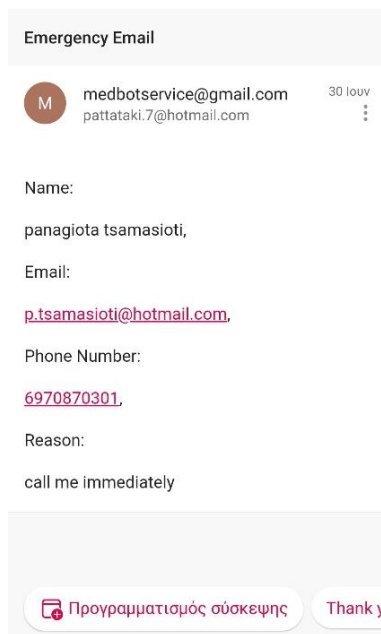 Emergency Email
M
medbotservice@gmail.com
30 Ιουν
pattataki.7@hotmail.com
Name:
panagiota tsamasioti,
Email:
p.tsamasioti@hotmail.com,
Phone Number:
6970870301,
Reason:
call me immediately
Προγραμματισμός σύσκεψης
Thank